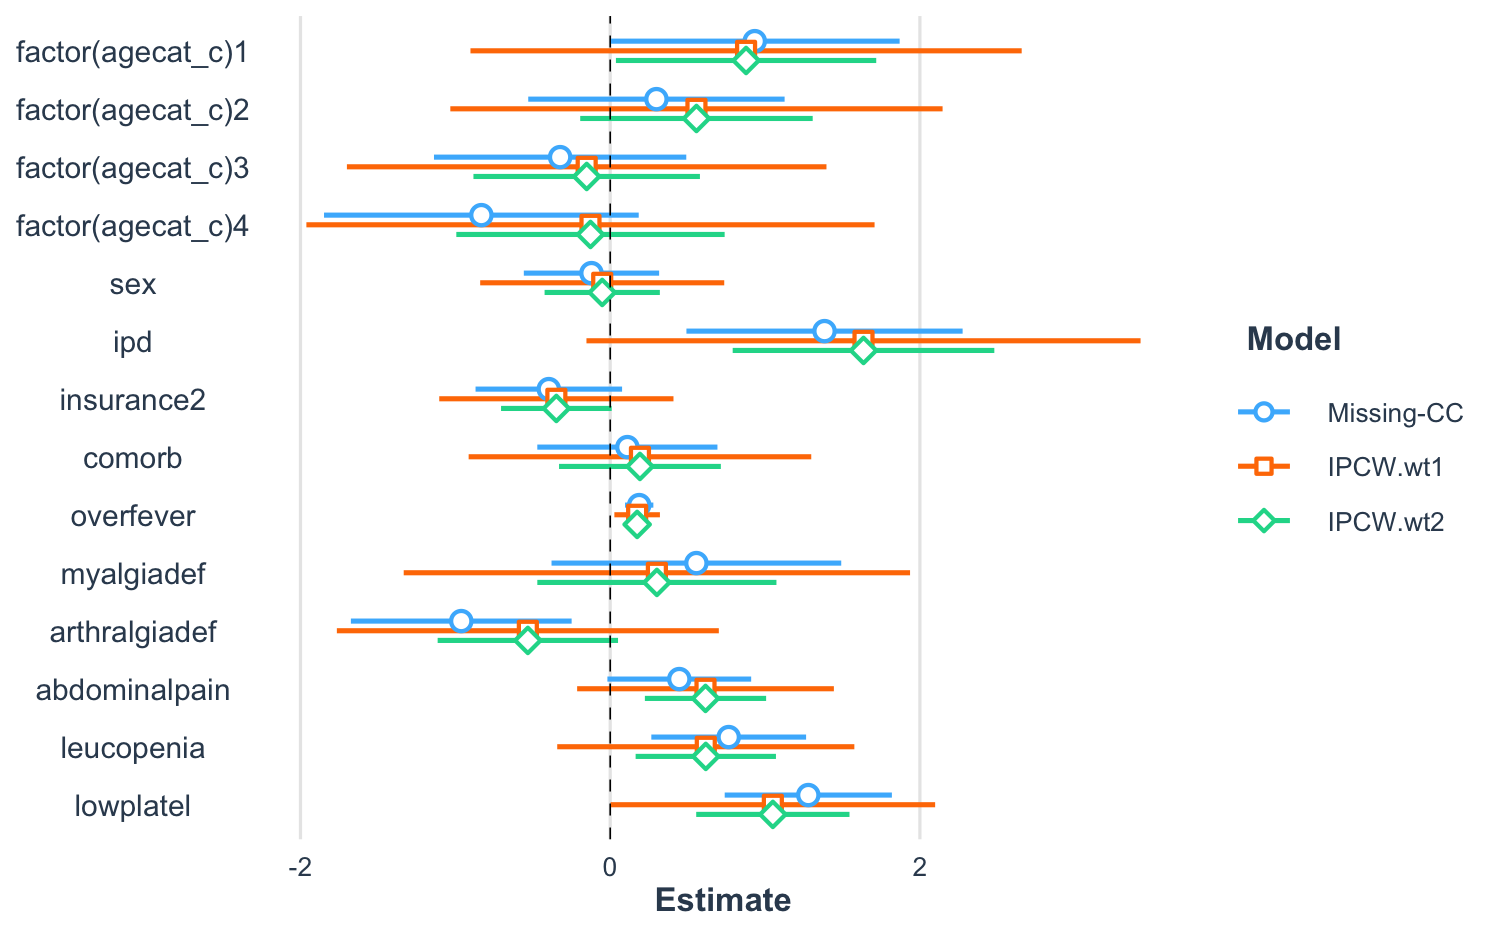 factor(agecat_c)1
factor(agecat_c)2
factor(agecat_c)3
factor(agecat_c)4
sex
ipd
insurance2
comorb
overfever
myalgiadef
arthralgiadef
abdominalpain
leucopenia
lowplatel
-2 0 2
Estimate
Model
Missing-CC
IPCW.wt1
IPCW.wt2